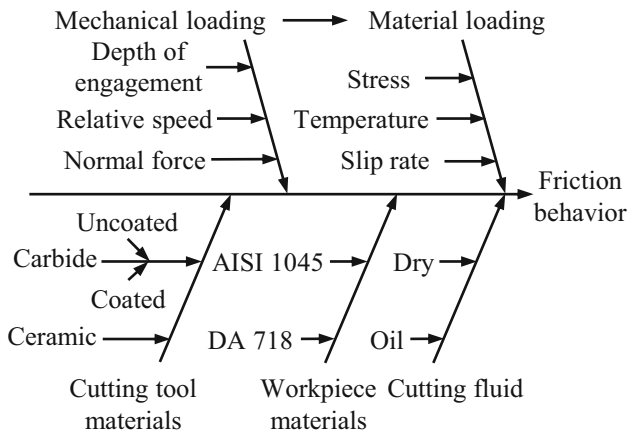 Mechanical loading
Material loading
Depth of
engagement
Relative speed
Normal force
Stress
Temperature
Slip rate
Friction
behavior
Uncoated
Carbide
Coated
Ceramic
AISI 1045
DA 718
Dry
Oil
Cutting tool
materials
Workpiece
materials
Cutting fluid